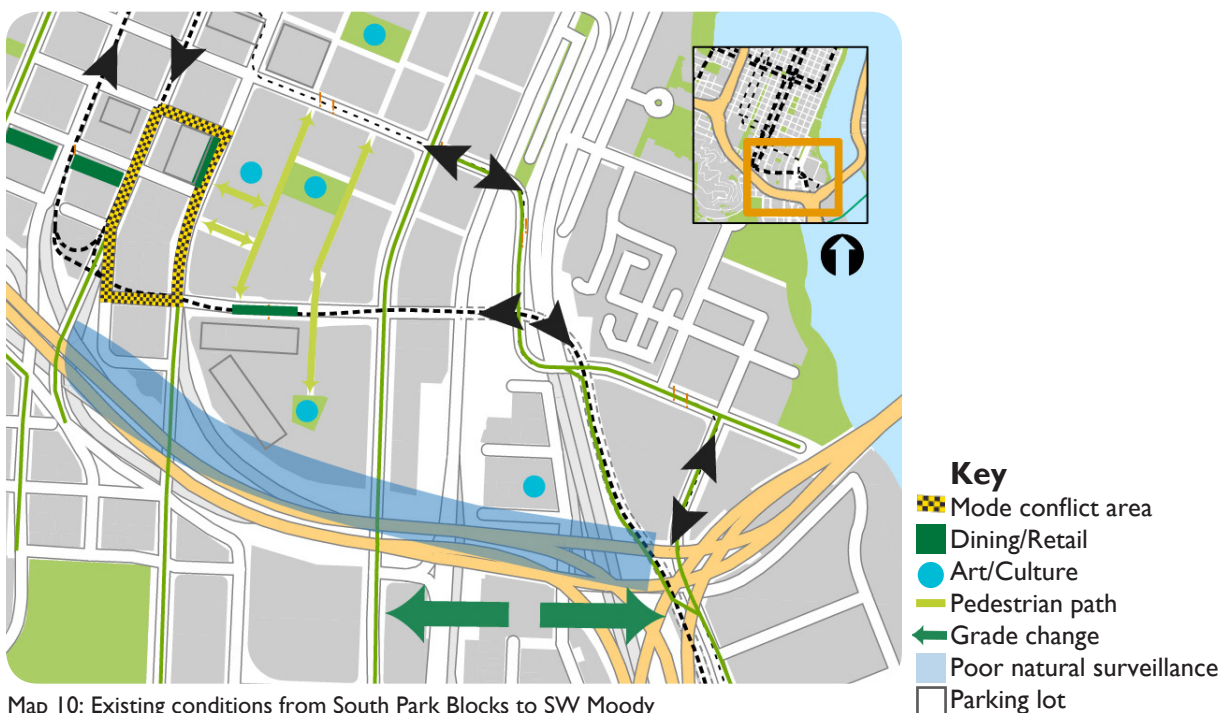 Key
Mode conflict area
Dining/Retail
Art/Culture
Pedestrian path
Grade change
Poor natural surveillance
Parking lot
Map 10: Existing conditions from South Park Blocks to SW Moody